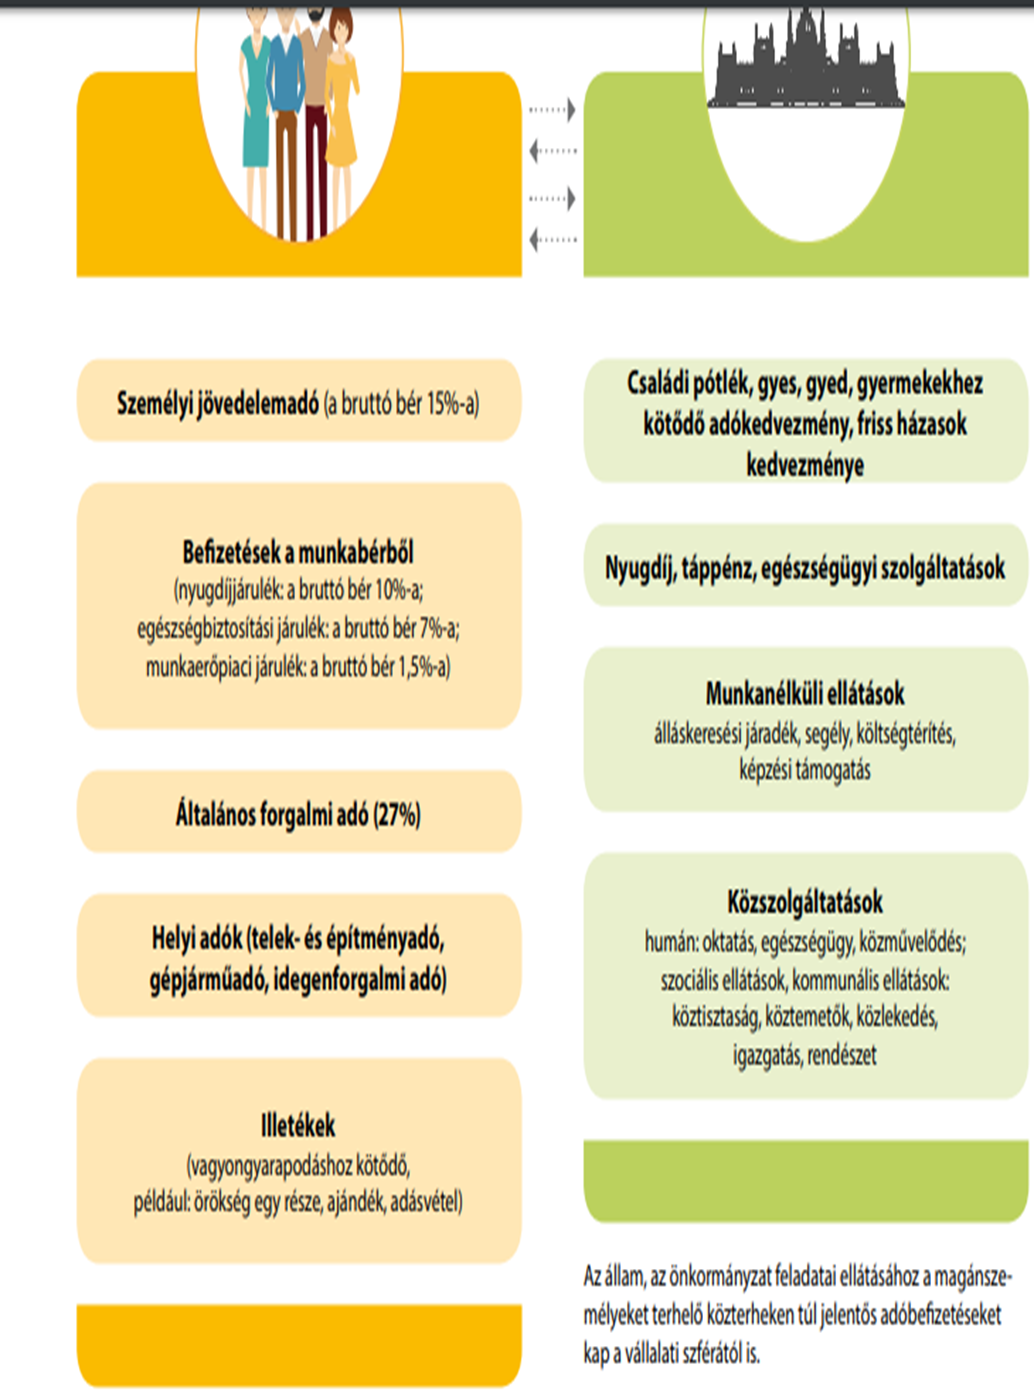 Személyi jövedelemadó (a bruttó bér 15%-a)
Befizetések a munkabérből
(nyugdíjjárulék: a bruttó bér 10%-a;
egészségbiztosítási járulék: a bruttó bér 7%-a;
munkaerőpiaci járulék: a bruttó bér 1,5%-a)
Általános forgalmi adó (27%)
Helyi adók (telek- és építményadó,
gépjárműadó, idegenforgalmi adó)
Illetékek
(vagyongyarapodáshoz kötődő,
például: örökség egy része, ajándék, adásvétel)
Családi pótlék, gyes, gyed, gyermekekhez
kötődő adókedvezmény, friss házasok
kedvezménye
Nyugdíj, táppénz, egészségügyi szolgáltatások
Munkanélküli ellátások
álláskeresési járadék, segély, költségtérítés,
képzési támogatás
Közszolgáltatások
humán: oktatás, egészségügy, közművelődés;
szociális ellátások, kommunális ellátások:
köztisztaság, köztemetők, közlekedés,
igazgatás, rendészet
Az állam, az önkormányzat feladatai ellátásához a magánsze-
mélyeket terhelő közterheken túl jelentős adóbefizetéseket
kap a vállalati szférától is.